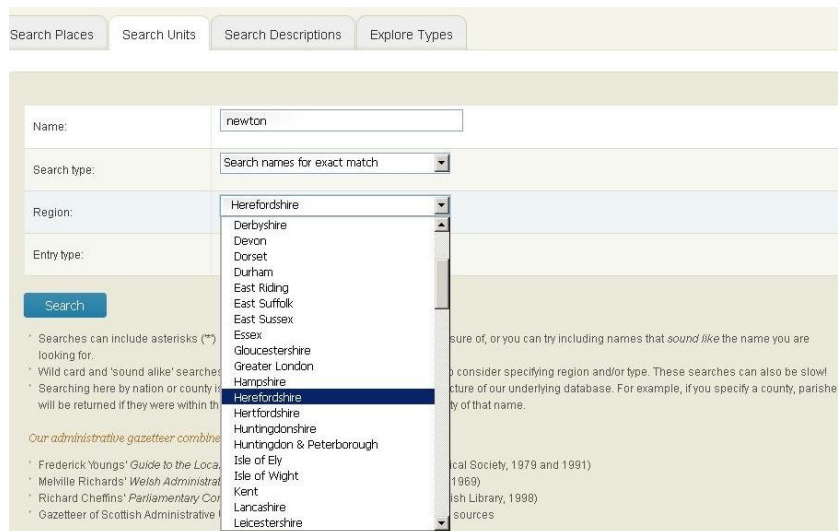 Search Places
Search Units
Search Descriptions
Explore Types
Name:
newton
Search type:
Search names for exact match
Region:
Herefordshire
Entry type:
Derbyshire
Devon
Dorset
Durham
East Riding
East Suffolk
East Sussex
Essex
Gloucestershire
Greater London
Hampshire
Herefordshire
Hertfordshire
Huntingdonshire
Huntingdon & Peterborough
Isle of Ely
Isle of Wight
Kent
Lancashire
Leicestershire
Search
Searches can include asterisks ("*") sure of, or you can try including names that sound like the name you are
looking for.
Wild card and 'sound alike' searches consider specifying region and/or type. These searches can also be slow!
Searching here by nation or county is cture of our underlying database. For example, if you specify a county, parishe
will be returned if they were within th ty of that name.
Our administrative gazetteer combine
Frederick Youngs' Guide to the Loca ical Society, 1979 and 1991)
Melville Richards' Welsh Administrat 1969)
Richard Cheffins' Parliamentary Con ish Library, 1998)
Gazetteer of Scottish Administrative sources